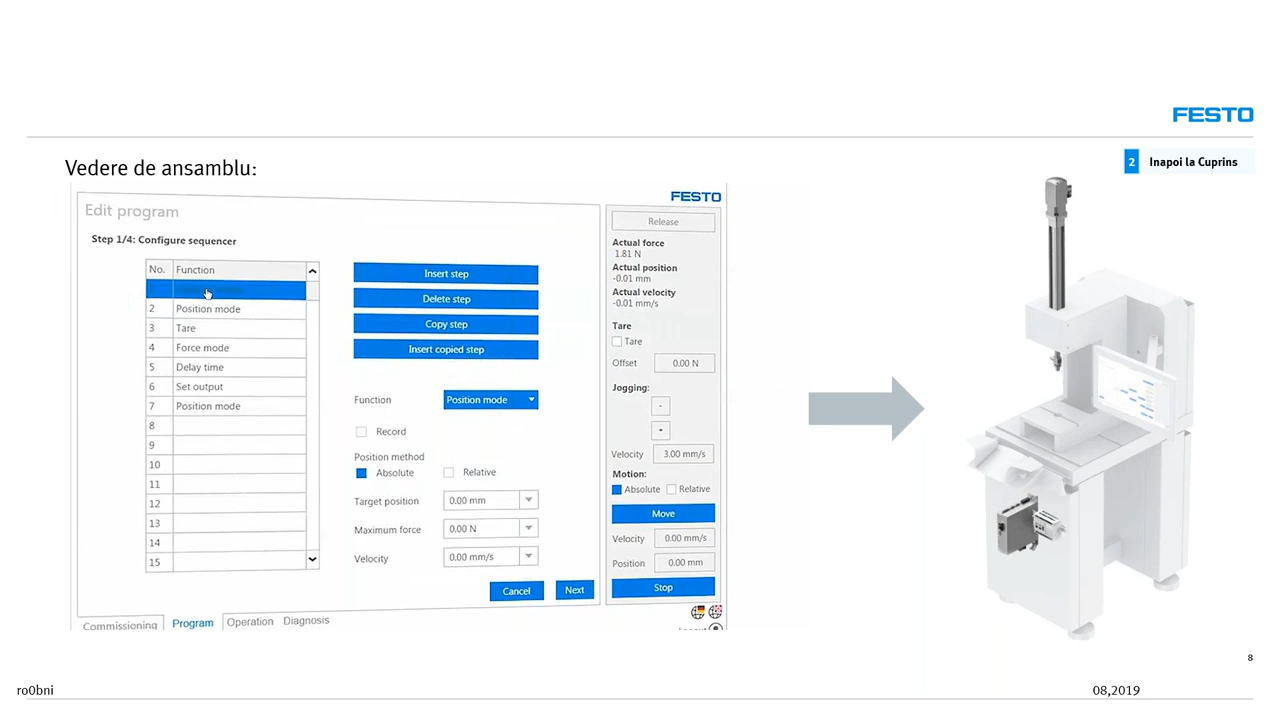 FESTO
2 Inapoi la Cuprins
Vedere de ansamblu:
FESTO
Edit program
Step 1/4: Configure sequencer
No. Function
2 Position mode
3 Tare
4 Force mode
5 Delay time
6 Set output
7 Position mode
8
9
10
11
12
13
14
15
Insert step
Delete step
Copy step
Insert copied step
Function Position mode
Record
Position method
Absolute Relative
Target position 0.00 mm
Maximum force 0.00 N
Velocity 0.00 mm/s
Cancel Next
Release
Actual force
1.81 N
Actual position
-0.01 mm
Actual velocity
-0.01 mm/s
Tare
Tare
Offset 0.00 N
Jogging:
-
Velocity 3.00 mm/s
Motion:
Absolute Relative
Move
Velocity 0.00 mm/s
Position 0.00 mm
Stop
Commissioning Program Operation Diagnosis
8
ro0bni 08,2019